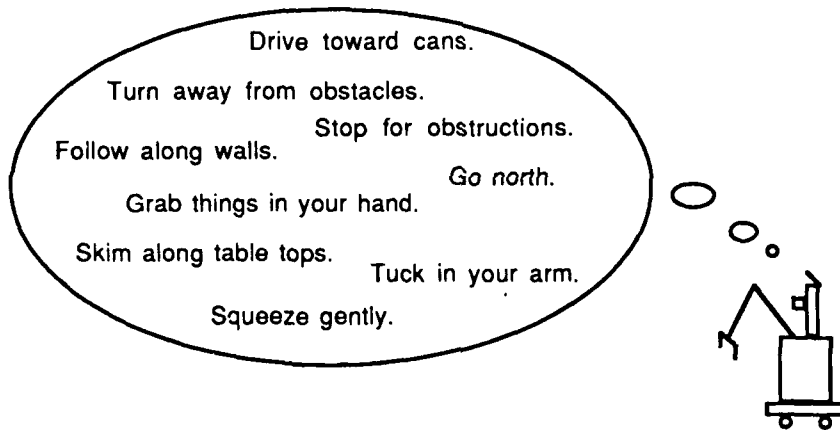 Drive toward cans.
Turn away from obstacles.
Stop for obstructions.
Follow along walls.
Go north.
Grab things in your hand.
Skim along table tops.
Tuck in your arm.
Squeeze gently.